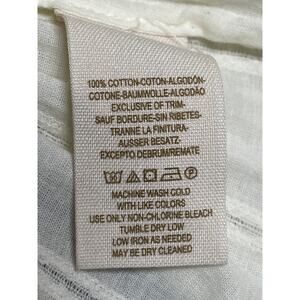 100% COTTON-COTON-ALGODÓN-
COTONE-BAUMWOLLE-ALGODÃO
EXCLUSIVE OF TRIM-
SAUF BORDURE-SIN RIBETES-
TRANNE LA FINITURA-
AUSSER BESATZ-
EXCEPTO DEBRUM/REMATE
MACHINE WASH COLD
WITH LIKE COLORS
USE ONLY NON-CHLORINE BLEACH
TUMBLE DRY LOW
LOW IRON AS NEEDED
MAY BE DRY CLEANED